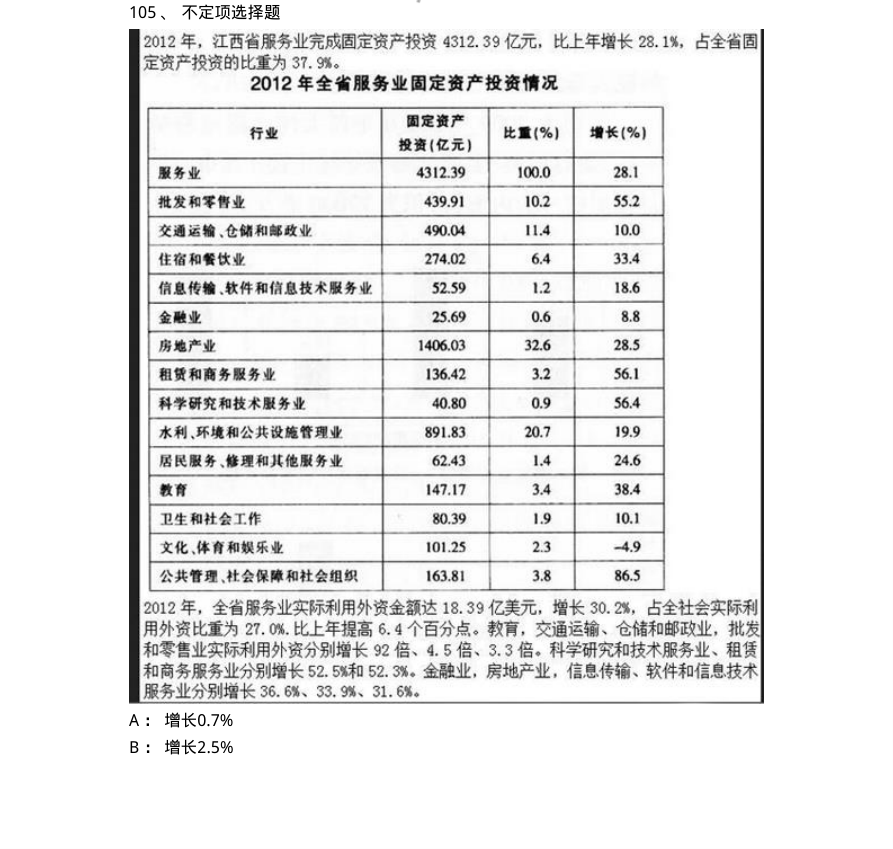 105 、 不定项选择题
2012 年，江西省服务业完成固定资产投资 4312.39 亿元，比上年增长 28.1%，占全省固
定资产投资的比重为 37.9%。
2012 年全省服务业固定资产投资情况
行业 固定资产投资(亿元) 比重(%) 增长(%)
服务业 4312.39 100.0 28.1
批发和零售业 439.91 10.2 55.2
交通运输、仓储和邮政业 490.04 11.4 10.0
住宿和餐饮业 274.02 6.4 33.4
信息传输、软件和信息技术服务业 52.59 1.2 18.6
金融业 25.69 0.6 8.8
房地产业 1406.03 32.6 28.5
租赁和商务服务业 136.42 3.2 56.1
科学研究和技术服务业 40.80 0.9 56.4
水利、环境和公共设施管理业 891.83 20.7 19.9
居民服务、修理和其他服务业 62.43 1.4 24.6
教育 147.17 3.4 38.4
卫生和社会工作 80.39 1.9 10.1
文化、体育和娱乐业 101.25 2.3 -4.9
公共管理、社会保障和社会组织 163.81 3.8 86.5
2012 年，全省服务业实际利用外资金额达 18.39 亿美元，增长 30.2%，占全社会实际利
用外资比重为 27.0%.比上年提高 6.4 个百分点。教育，交通运输、仓储和邮政业，批发
和零售业实际利用外资分别增长 92 倍、4.5 倍、3.3 倍。科学研究和技术服务业、租赁
和商务服务业分别增长 52.5%和 52.3%。金融业，房地产业，信息传输、软件和信息技术
服务业分别增长 36.6%、33.9%、31.6%。
A ： 增长0.7%
B ： 增长2.5%